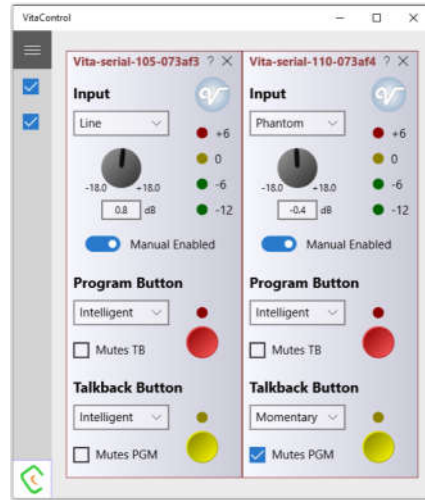 VitaControl
Vita-serial-105-073af3 ? ×
Input
Line
+6
0
-18.0 +18.0
-6
0.8 dB
-12
Manual Enabled
Program Button
Intelligent
Mutes TB
Talkback Button
Intelligent
Mutes PGM
Vita-serial-110-073af4 ? ×
Input
Phantom
+6
0
-18.0 +18.0
-6
-0.4 dB
-12
Manual Enabled
Program Button
Intelligent
Mutes TB
Talkback Button
Momentary
Mutes PGM